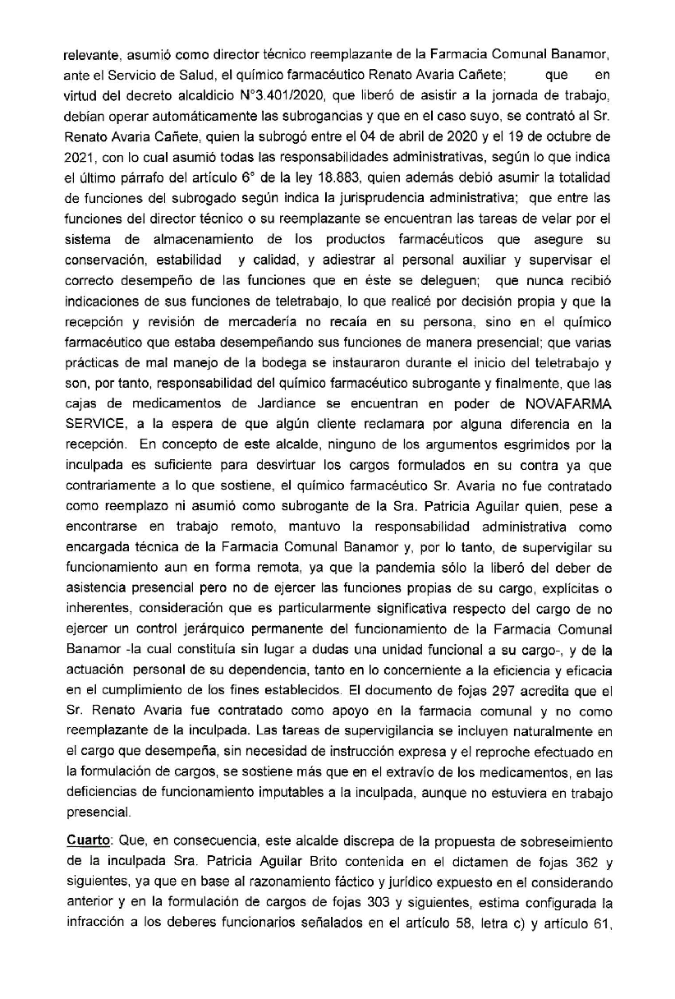 relevante, asumió como director técnico reemplazante de la Farmacia Comunal Banamor,
ante el Servicio de Salud, el químico farmacéutico Renato Avaria Cañete; que en
virtud del decreto alcaldicio N°3.401/2020, que liberó de asistir a la jornada de trabajo,
debían operar automáticamente las subrogancias y que en el caso suyo, se contrató al Sr.
Renato Avaria Cañete, quien la subrogó entre el 04 de abril de 2020 y el 19 de octubre de
2021, con lo cual asumió todas las responsabilidades administrativas, según lo que indica
el último párrafo del artículo 6° de la ley 18.883, quien además debió asumir la totalidad
de funciones del subrogado según indica la jurisprudencia administrativa; que entre las
funciones del director técnico o su reemplazante se encuentran las tareas de velar por el
sistema de almacenamiento de los productos farmacéuticos que asegure su
conservación, estabilidad y calidad, y adiestrar al personal auxiliar y supervisar el
correcto desempeño de las funciones que en éste se deleguen; que nunca recibió
indicaciones de sus funciones de teletrabajo, lo que realicé por decisión propia y que la
recepción y revisión de mercadería no recaía en su persona, sino en el químico
farmacéutico que estaba desempeñando sus funciones de manera presencial; que varias
prácticas de mal manejo de la bodega se instauraron durante el inicio del teletrabajo y
son, por tanto, responsabilidad del químico farmacéutico subrogante y finalmente, que las
cajas de medicamentos de Jardiance se encuentran en poder de NOVAFARMA
SERVICE, a la espera de que algún cliente reclamara por alguna diferencia en la
recepción. En concepto de este alcalde, ninguno de los argumentos esgrimidos por la
inculpada es suficiente para desvirtuar los cargos formulados en su contra ya que
contrariamente a lo que sostiene, el químico farmacéutico Sr. Avaria no fue contratado
como reemplazo ni asumió como subrogante de la Sra. Patricia Aguilar quien, pese a
encontrarse en trabajo remoto, mantuvo la responsabilidad administrativa como
encargada técnica de la Farmacia Comunal Banamor y, por lo tanto, de supervigilar su
funcionamiento aun en forma remota, ya que la pandemia sólo la liberó del deber de
asistencia presencial pero no de ejercer las funciones propias de su cargo, explícitas o
inherentes, consideración que es particularmente significativa respecto del cargo de no
ejercer un control jerárquico permanente del funcionamiento de la Farmacia Comunal
Banamor -la cual constituía sin lugar a dudas una unidad funcional a su cargo-, y de la
actuación personal de su dependencia, tanto en lo concerniente a la eficiencia y eficacia
en el cumplimiento de los fines establecidos. El documento de fojas 297 acredita que el
Sr. Renato Avaria fue contratado como apoyo en la farmacia comunal y no como
reemplazante de la inculpada. Las tareas de supervigilancia se incluyen naturalmente en
el cargo que desempeña, sin necesidad de instrucción expresa y el reproche efectuado en
la formulación de cargos, se sostiene más que en el extravío de los medicamentos, en las
deficiencias de funcionamiento imputables a la inculpada, aunque no estuviera en trabajo
presencial.
Cuarto: Que, en consecuencia, este alcalde discrepa de la propuesta de sobreseimiento
de la inculpada Sra. Patricia Aguilar Brito contenida en el dictamen de fojas 362 y
siguientes, ya que en base al razonamiento fáctico y jurídico expuesto en el considerando
anterior y en la formulación de cargos de fojas 303 y siguientes, estima configurada la
infracción a los deberes funcionarios señalados en el artículo 58, letra c) y artículo 61,